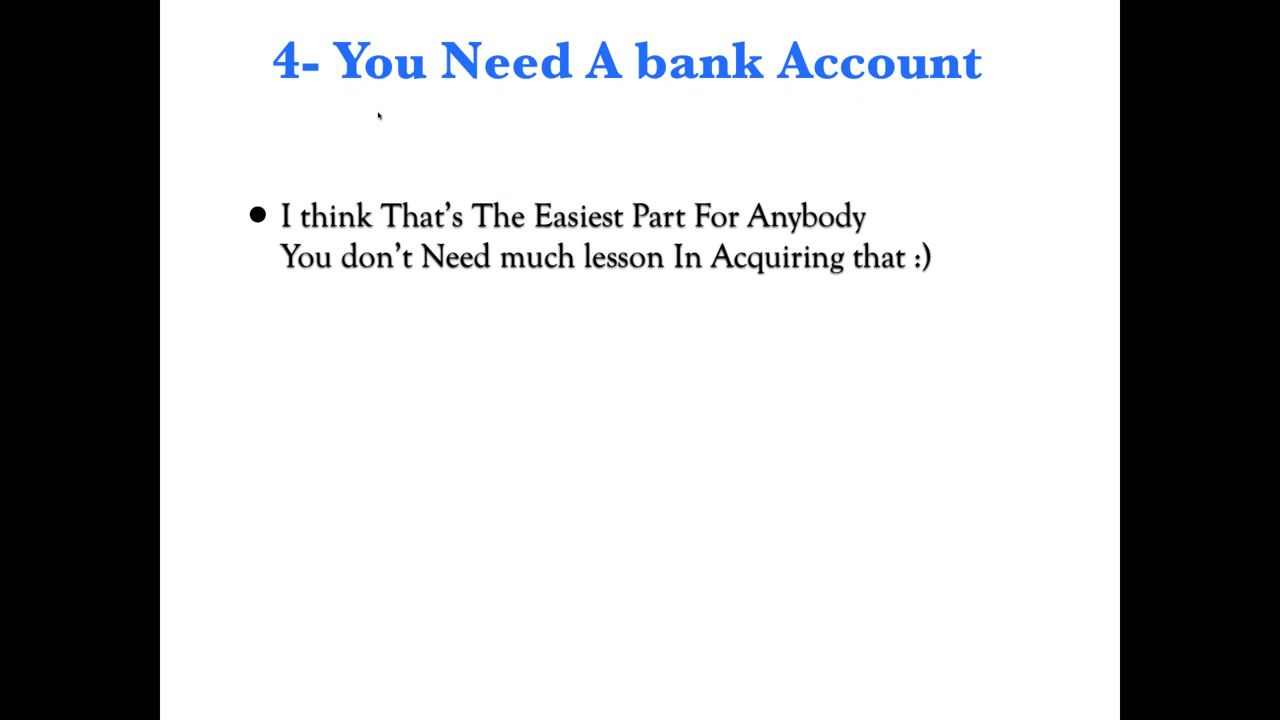 4- You Need A bank Account
● I think That's The Easiest Part For Anybody
You don't Need much lesson In Acquiring that :)